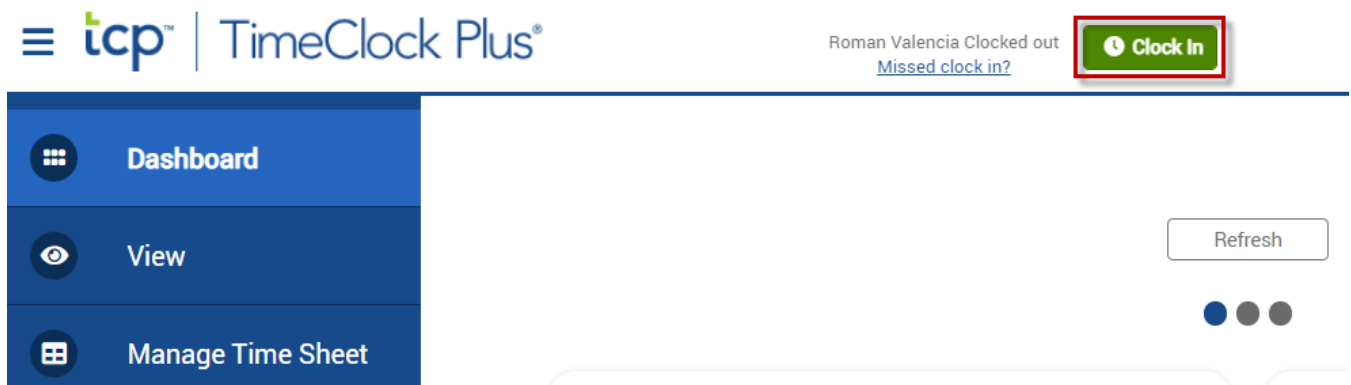 tcp™ | TimeClock Plus®
Roman Valencia Clocked out
Missed clock in?
Clock In
Dashboard
View
Manage Time Sheet
Refresh